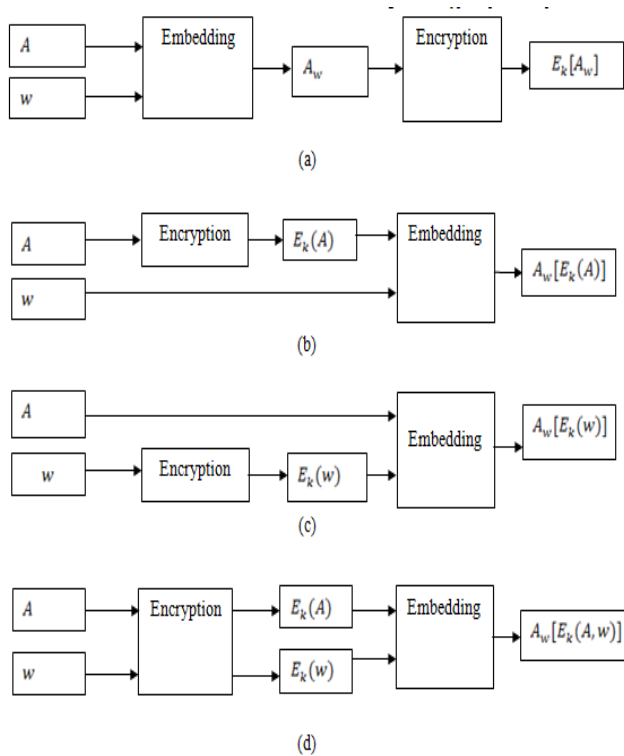 A
Embedding
A_w
Encryption
E_k[A_w]
w
(a)
A
Encryption
E_k(A)
Embedding
A_w[E_k(A)]
w
(b)
A
Embedding
A_w[E_k(w)]
w
Encryption
E_k(w)
(c)
A
Encryption
E_k(A)
Embedding
A_w[E_k(A, w)]
w
E_k(w)
(d)